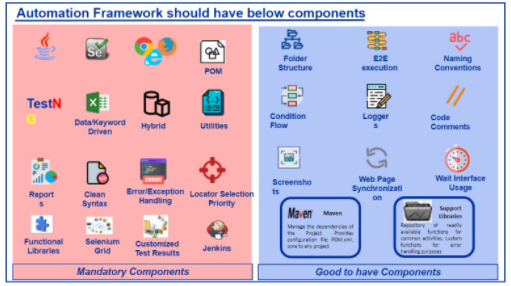 Automation Framework should have below components
Se
POM
Folder
Structure
E2E
execution
abc
Naming
Conventions
TestN
G
Data/Keyword
Driven
Hybrid
Utilities
Condition
Flow
Logger
s
Code
Comments
Report
s
Clean
Syntax
ERROR
Error/Exception
Handling
Locator Selection
Priority
Screensho
ts
Web Page
Synchronizati
on
Wait Interface
Usage
Functional
Libraries
Selenium
Grid
Customized
Test Results
Jenkins
Maven Maven
Manage the dependencies of
the Project. Provides
configuration file POM.xml,
core to any project
Support
Libraries
Repository of readily
available functions for
common activities, custom
functions for error
handling purposes
Mandatory Components
Good to have Components